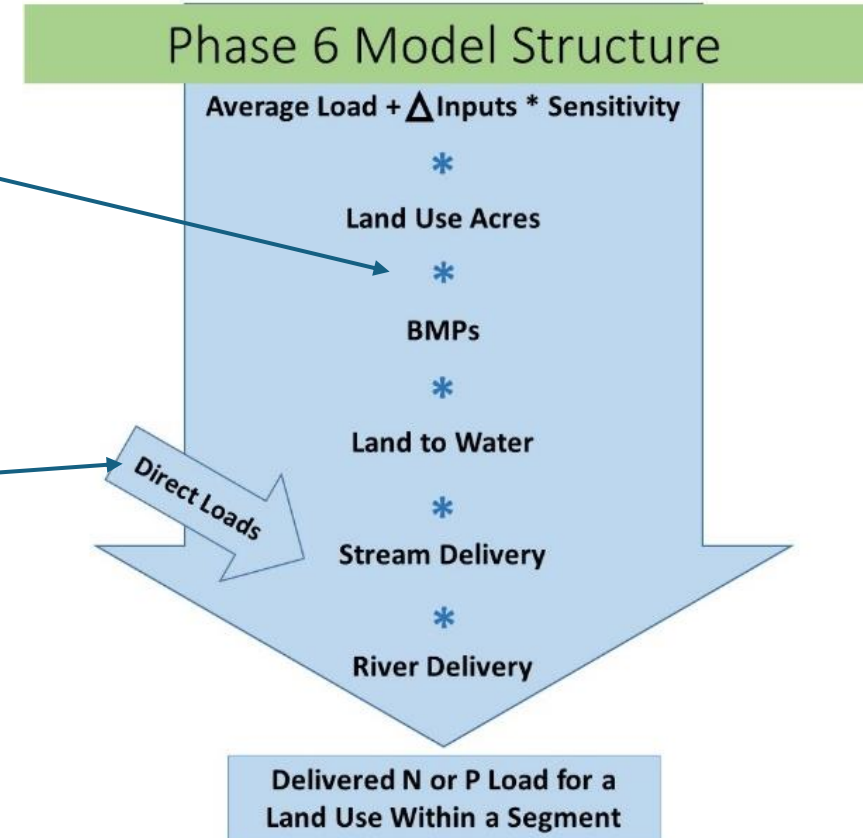 Phase 6 Model Structure
Average Load + Δ Inputs * Sensitivity
*
Land Use Acres
*
BMPs
*
Land to Water
Direct Loads
*
Stream Delivery
*
River Delivery
Delivered N or P Load for a
Land Use Within a Segment